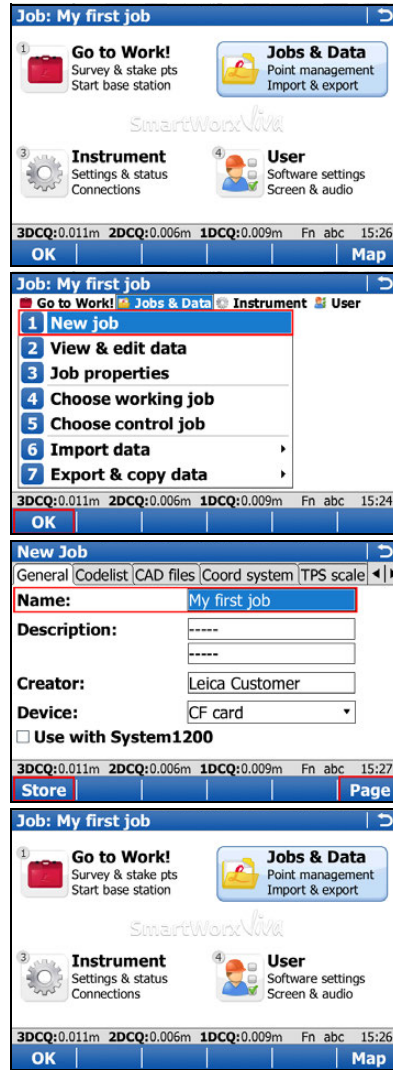 Job: My first job
1 Go to Work!
Survey & stake pts
Start base station
Jobs & Data
Point management
Import & export
SmartWorx Viva
3 Instrument
Settings & status
Connections
4 User
Software settings
Screen & audio
3DCQ:0.011m 2DCQ:0.006m 1DCQ:0.009m Fn abc 15:26
OK Map
Job: My first job
Go to Work! Jobs & Data Instrument User
1 New job
2 View & edit data
3 Job properties
4 Choose working job
5 Choose control job
6 Import data
7 Export & copy data
3DCQ:0.011m 2DCQ:0.006m 1DCQ:0.009m Fn abc 15:24
OK
New Job
General Codelist CAD files Coord system TPS scale
Name: My first job
Description: -----
-----
Creator: Leica Customer
Device: CF card
Use with System1200
3DCQ:0.011m 2DCQ:0.006m 1DCQ:0.009m Fn abc 15:27
Store Page
Job: My first job
1 Go to Work!
Survey & stake pts
Start base station
Jobs & Data
Point management
Import & export
SmartWorx Viva
3 Instrument
Settings & status
Connections
4 User
Software settings
Screen & audio
3DCQ:0.011m 2DCQ:0.006m 1DCQ:0.009m Fn abc 15:26
OK Map